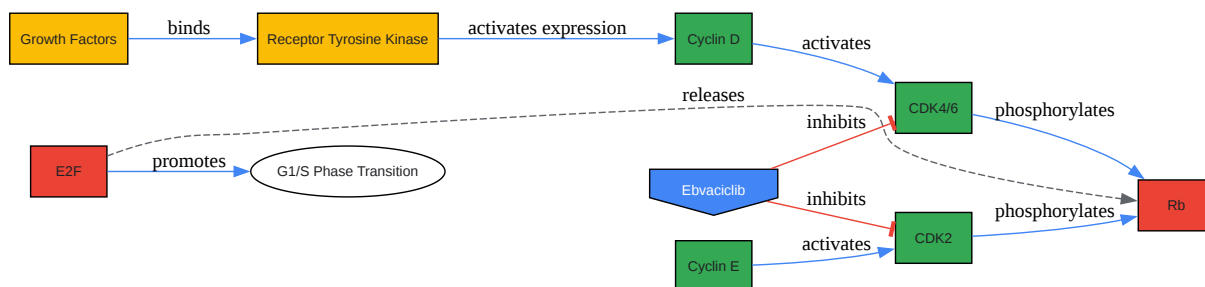 Growth Factors
binds
Receptor Tyrosine Kinase
activates expression
Cyclin D
activates
CDK4/6
phosphorylates
releases
inhibits
E2F
promotes
G1/S Phase Transition
Ebvaciclib
inhibits
CDK2
phosphorylates
Rb
Cyclin E
activates